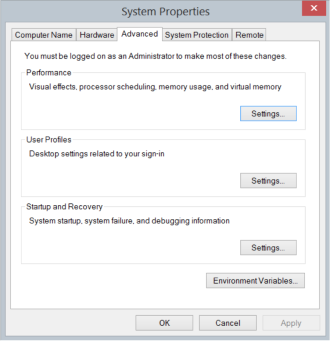 System Properties
Computer Name Hardware Advanced System Protection Remote
You must be logged on as an Administrator to make most of these changes.
Performance
Visual effects, processor scheduling, memory usage, and virtual memory
Settings...
User Profiles
Desktop settings related to your sign-in
Settings...
Startup and Recovery
System startup, system failure, and debugging information
Settings...
Environment Variables...
OK Cancel Apply